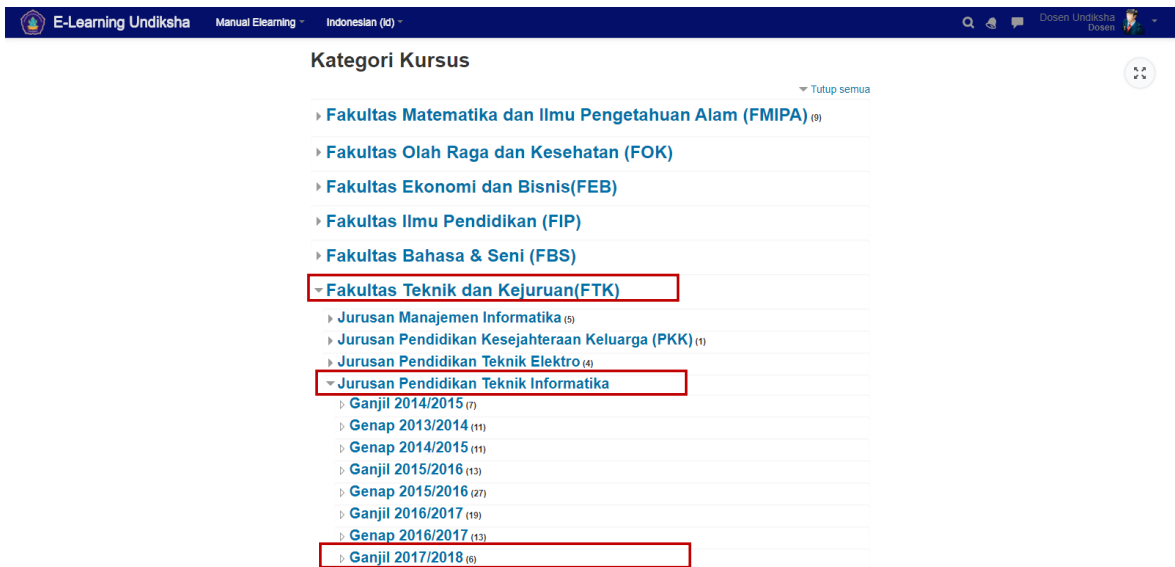 E-Learning Undiksha Manual Elearning Indonesian (id) Dosen Undiksha
Dosen
Kategori Kursus
Tutup semua
Fakultas Matematika dan Ilmu Pengetahuan Alam (FMIPA) (9)
Fakultas Olah Raga dan Kesehatan (FOK)
Fakultas Ekonomi dan Bisnis(FEB)
Fakultas Ilmu Pendidikan (FIP)
Fakultas Bahasa & Seni (FBS)
Fakultas Teknik dan Kejuruan(FTK)
Jurusan Manajemen Informatika (5)
Jurusan Pendidikan Kesejahteraan Keluarga (PKK) (1)
Jurusan Pendidikan Teknik Elektro (4)
Jurusan Pendidikan Teknik Informatika
Ganjil 2014/2015 (7)
Genap 2013/2014 (11)
Genap 2014/2015 (11)
Ganjil 2015/2016 (13)
Genap 2015/2016 (27)
Ganjil 2016/2017 (19)
Genap 2016/2017 (13)
Ganjil 2017/2018 (6)